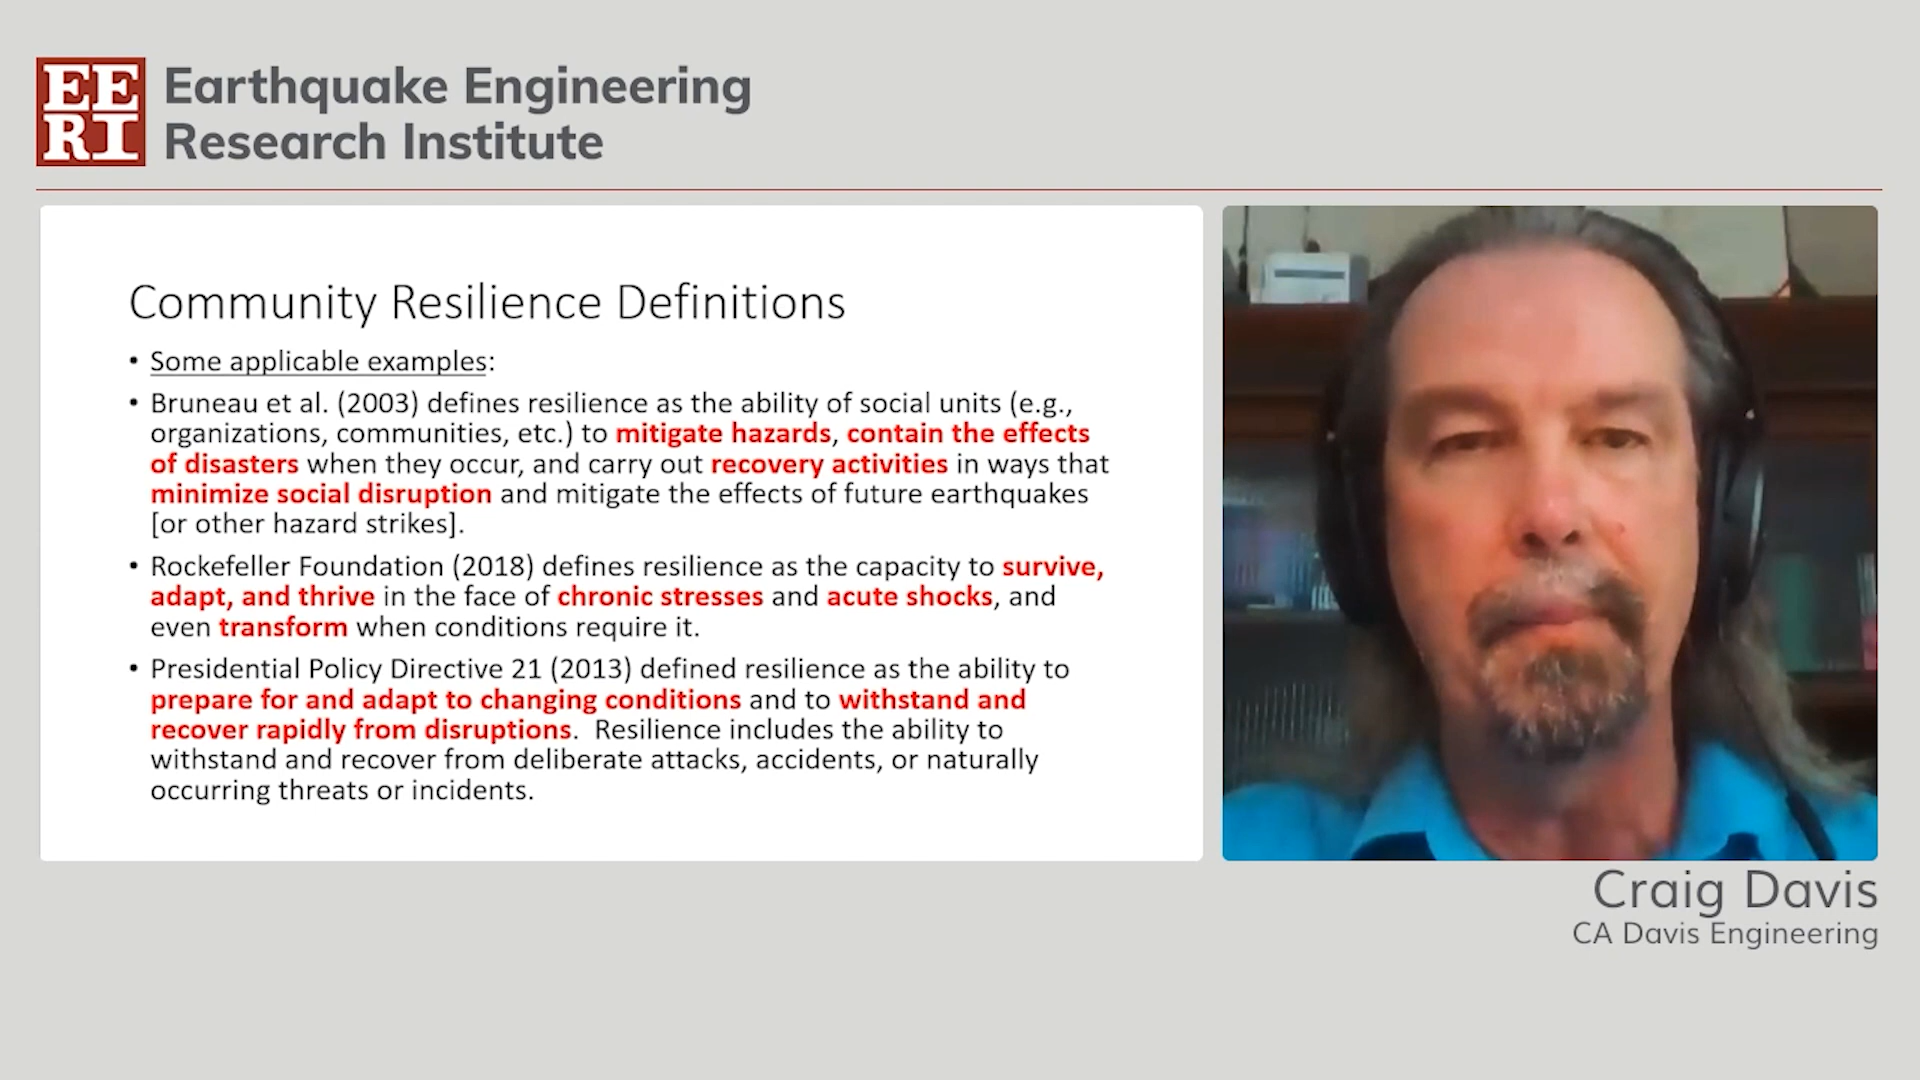 EE
RI
Earthquake Engineering
Research Institute
Community Resilience Definitions
• Some applicable examples:
• Bruneau et al. (2003) defines resilience as the ability of social units (e.g.,
organizations, communities, etc.) to mitigate hazards, contain the effects
of disasters when they occur, and carry out recovery activities in ways that
minimize social disruption and mitigate the effects of future earthquakes
[or other hazard strikes].
• Rockefeller Foundation (2018) defines resilience as the capacity to survive,
adapt, and thrive in the face of chronic stresses and acute shocks, and
even transform when conditions require it.
• Presidential Policy Directive 21 (2013) defined resilience as the ability to
prepare for and adapt to changing conditions and to withstand and
recover rapidly from disruptions.  Resilience includes the ability to
withstand and recover from deliberate attacks, accidents, or naturally
occurring threats or incidents.
Craig Davis
CA Davis Engineering